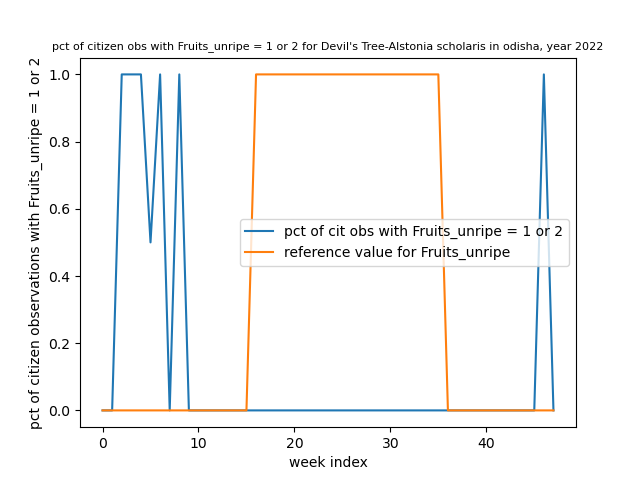 pct of citizen obs with Fruits_unripe = 1 or 2 for Devil's Tree-Alstonia scholaris in odisha, year 2022
pct of citizen observations with Fruits_unripe = 1 or 2
1.0
0.8
0.6
0.4
0.2
0.0
pct of cit obs with Fruits_unripe = 1 or 2
reference value for Fruits_unripe
0 10 20 30 40
week index